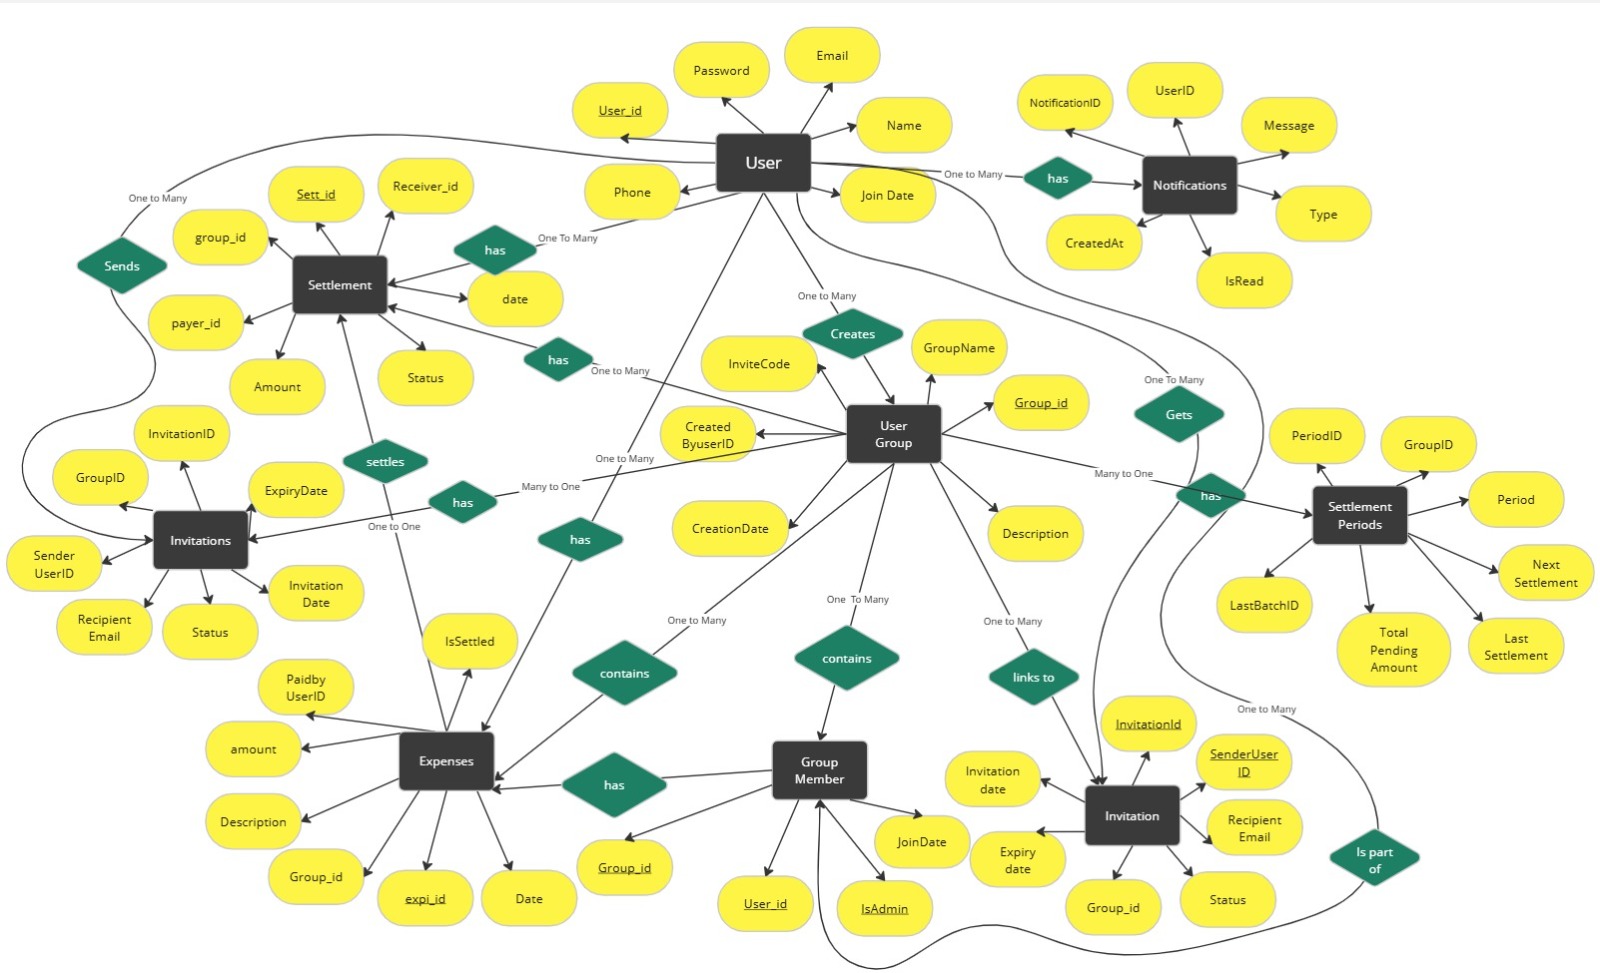 Email
Password
User_id
Name
User
Phone
Join Date
NotificationID
UserID
Message
Notifications
Type
CreatedAt
IsRead
One to Many
has
One to Many
Sends
Sett_id
Receiver_id
group_id
Settlement
payer_id
Amount
Status
date
has
One To Many
has
One to Many
One to Many
Creates
InviteCode
GroupName
Group_id
Created
ByuserID
User
Group
CreationDate
Description
One To Many
Gets
Many to One
has
PeriodID
GroupID
Period
Settlement
Periods
Next
Settlement
LastBatchID
Total
Pending
Amount
Last
Settlement
InvitationID
GroupID
ExpiryDate
Invitations
Sender
UserID
Recipient
Email
Status
Invitation
Date
settles
One to One
has
Many to One
One to Many
has
IsSettled
Paidby
UserID
amount
Expenses
Description
Group_id
expi_id
Date
One to Many
contains
has
One To Many
contains
Group
Member
Group_id
User_id
IsAdmin
JoinDate
One to Many
links to
InvitationId
SenderUser
ID
Invitation
date
Invitation
Recipient
Email
Expiry
date
Group_id
Status
One to Many
Is part
of